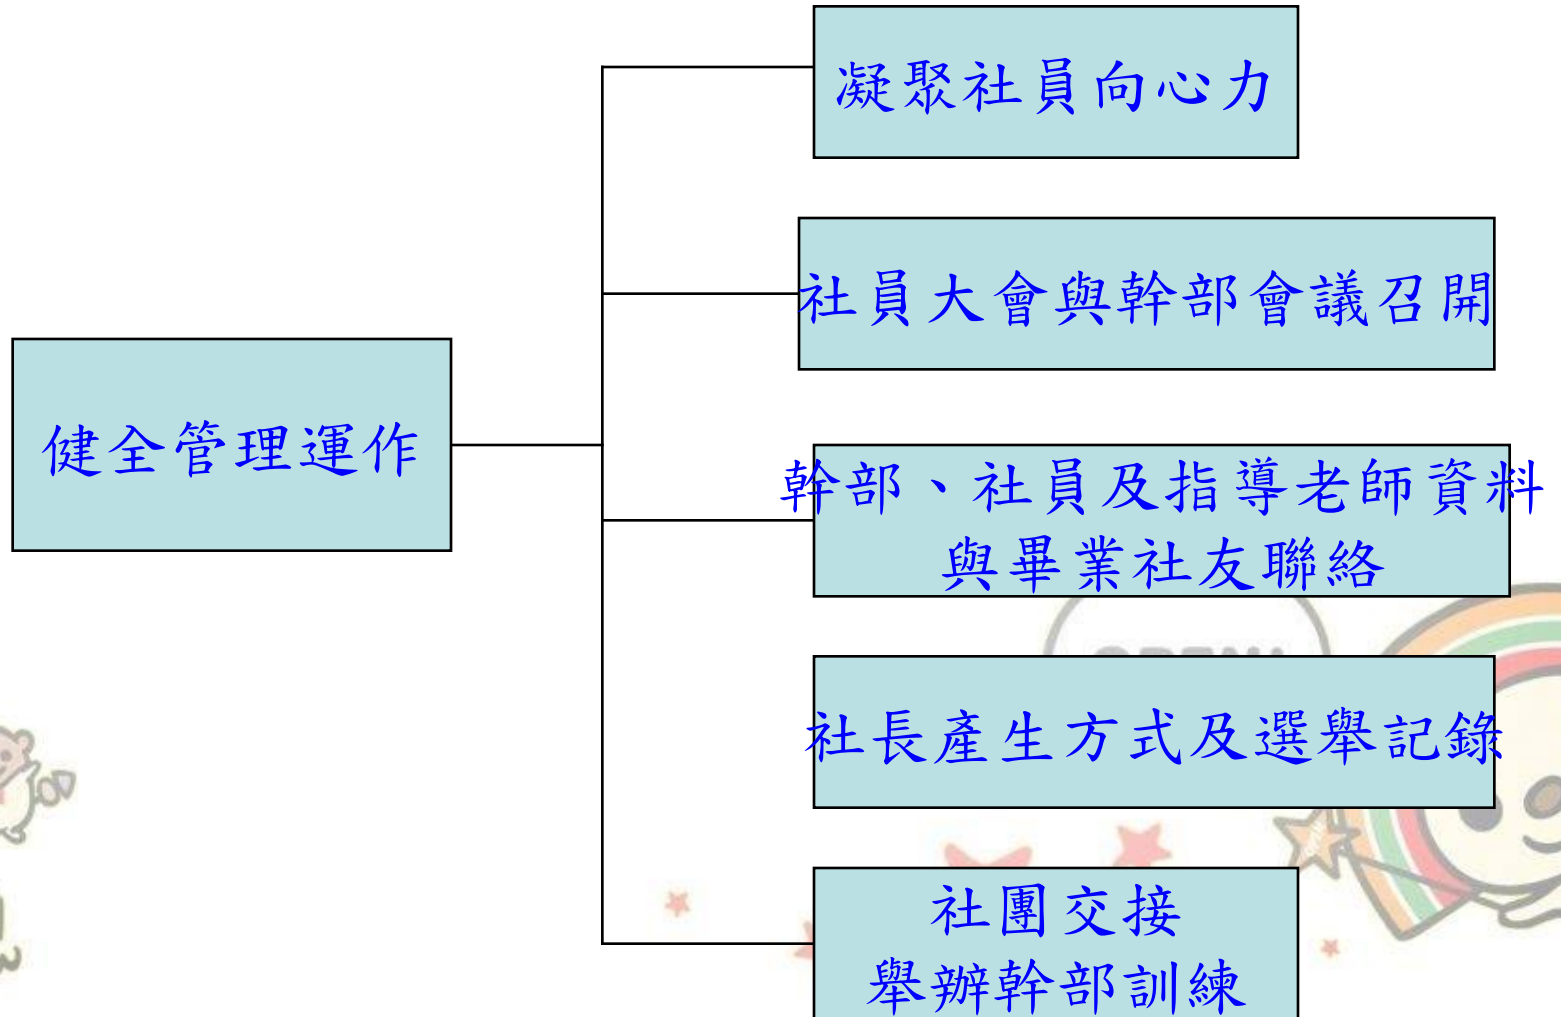 凝聚社員向心力
社員大會與幹部會議召開
健全管理運作
幹部、社員及指導老師資料
與畢業社友聯絡
社長產生方式及選舉記錄
社團交接
舉辦幹部訓練